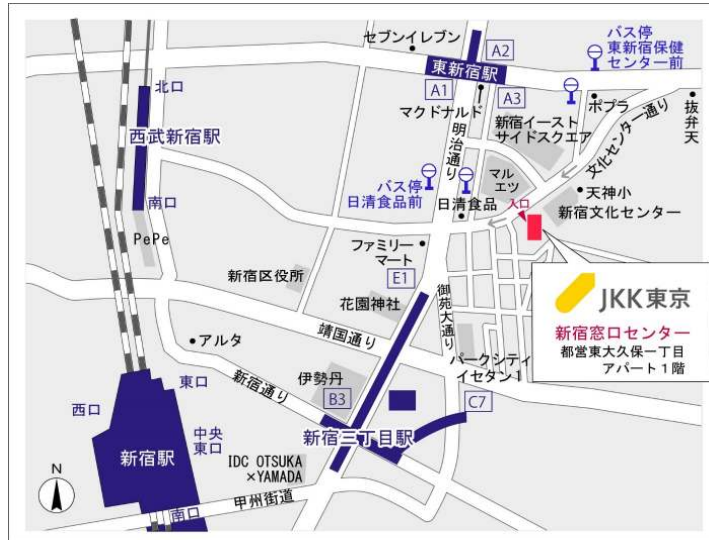 セブンイレブン
A2
バス停
東新宿保健
センター前
東新宿駅
A1
A3
マクドナルド
ポプラ
抜弁天
北口
西武新宿駅
新宿イースト
サイドスクエア
明治通り
文化センター通り
バス停
日清食品前
マル
エツ
天神小
日清食品
入口
新宿文化センター
南口
PePe
ファミリー
マート
新宿区役所
E1
花園神社
御苑大通り
JKK東京
新宿窓口センター
都営東大久保一丁目
アパート1階
アルタ
靖国通り
パークシティ
イセタン1
新宿通り
伊勢丹
B3
C7
東口
西口
中央
東口
新宿三丁目駅
新宿駅
IDC OTSUKA
×YAMADA
甲州街道
南口
N